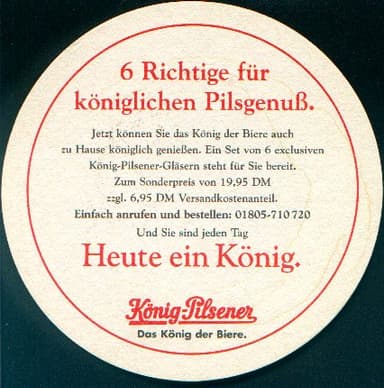 6 Richtige für
königlichen Pilsgenuß.
Jetzt können Sie das König der Biere auch
zu Hause königlich genießen. Ein Set von 6 exclusiven
König-Pilsener-Gläsern steht für Sie bereit.
Zum Sonderpreis von 19,95 DM
zzgl. 6,95 DM Versandkostenanteil.
Einfach anrufen und bestellen: 01805-710 720
Und Sie sind jeden Tag
Heute ein König.
König-Pilsener
Das König der Biere.